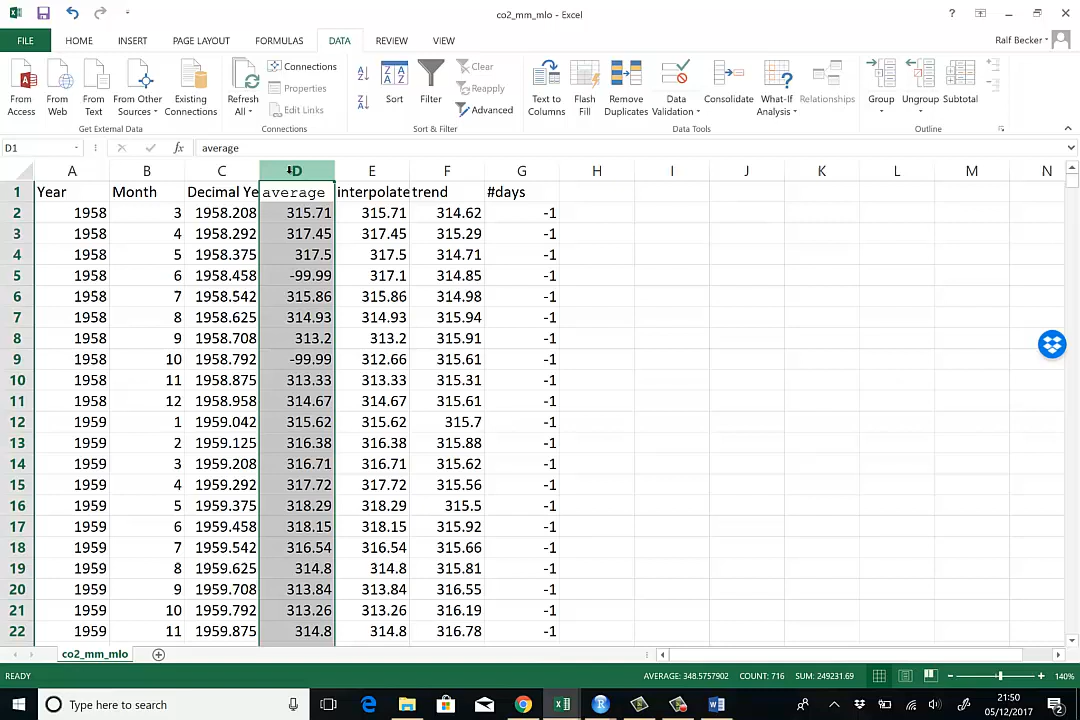 co2_mm_mlo - Excel
FILE HOME INSERT PAGE LAYOUT FORMULAS DATA REVIEW VIEW Ralf Becker
From Access From Web From Text From Other Sources Existing Connections
Get External Data
Refresh All Connections Properties Edit Links
Connections
Sort Filter Clear Reapply Advanced
Sort & Filter
Text to Columns Flash Fill Remove Duplicates Data Validation Consolidate What-If Analysis Relationships
Data Tools
Group Ungroup Subtotal
Outline
D1 fx average
A B C D E F G H I J K L M N
1 Year Month Decimal Ye average interpolate trend #days
2 1958 3 1958.208 315.71 315.71 314.62 -1
3 1958 4 1958.292 317.45 317.45 315.29 -1
4 1958 5 1958.375 317.5 317.5 314.71 -1
5 1958 6 1958.458 -99.99 317.1 314.85 -1
6 1958 7 1958.542 315.86 315.86 314.98 -1
7 1958 8 1958.625 314.93 314.93 315.94 -1
8 1958 9 1958.708 313.2 313.2 315.91 -1
9 1958 10 1958.792 -99.99 312.66 315.61 -1
10 1958 11 1958.875 313.33 313.33 315.31 -1
11 1958 12 1958.958 314.67 314.67 315.61 -1
12 1959 1 1959.042 315.62 315.62 315.7 -1
13 1959 2 1959.125 316.38 316.38 315.88 -1
14 1959 3 1959.208 316.71 316.71 315.62 -1
15 1959 4 1959.292 317.72 317.72 315.56 -1
16 1959 5 1959.375 318.29 318.29 315.5 -1
17 1959 6 1959.458 318.15 318.15 315.92 -1
18 1959 7 1959.542 316.54 316.54 315.66 -1
19 1959 8 1959.625 314.8 314.8 315.81 -1
20 1959 9 1959.708 313.84 313.84 316.55 -1
21 1959 10 1959.792 313.26 313.26 316.19 -1
22 1959 11 1959.875 314.8 314.8 316.78 -1
co2_mm_mlo
READY AVERAGE: 348.5757902 COUNT: 716 SUM: 249231.69 140%
Type here to search 21:50
05/12/2017